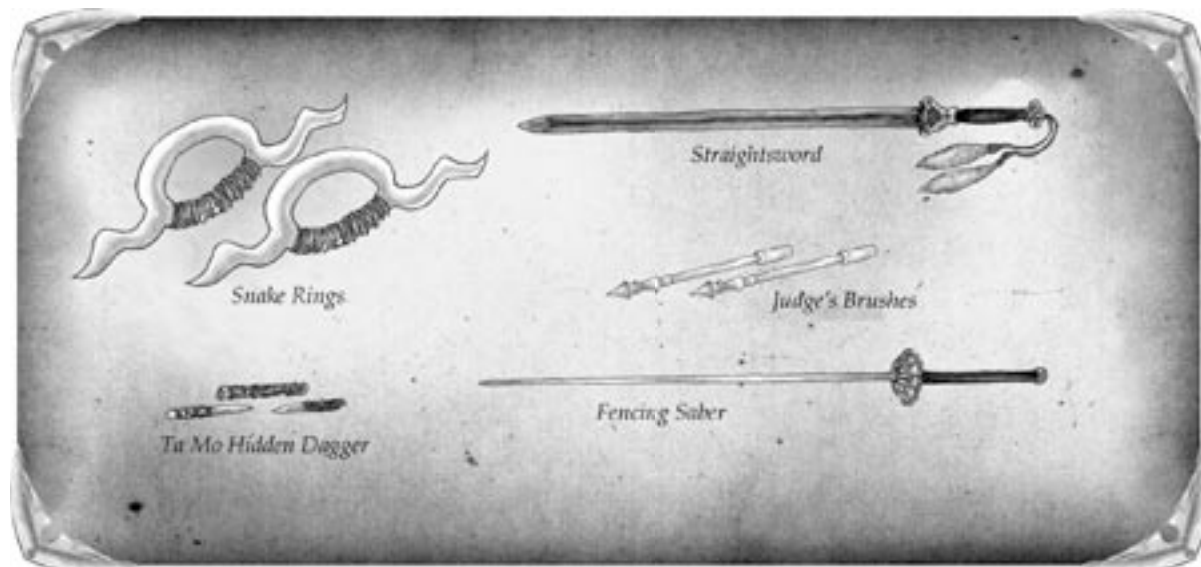 Straightsword
Snake Rings
Judge's Brushes
Fencing Saber
Ta Mo Hidden Dagger